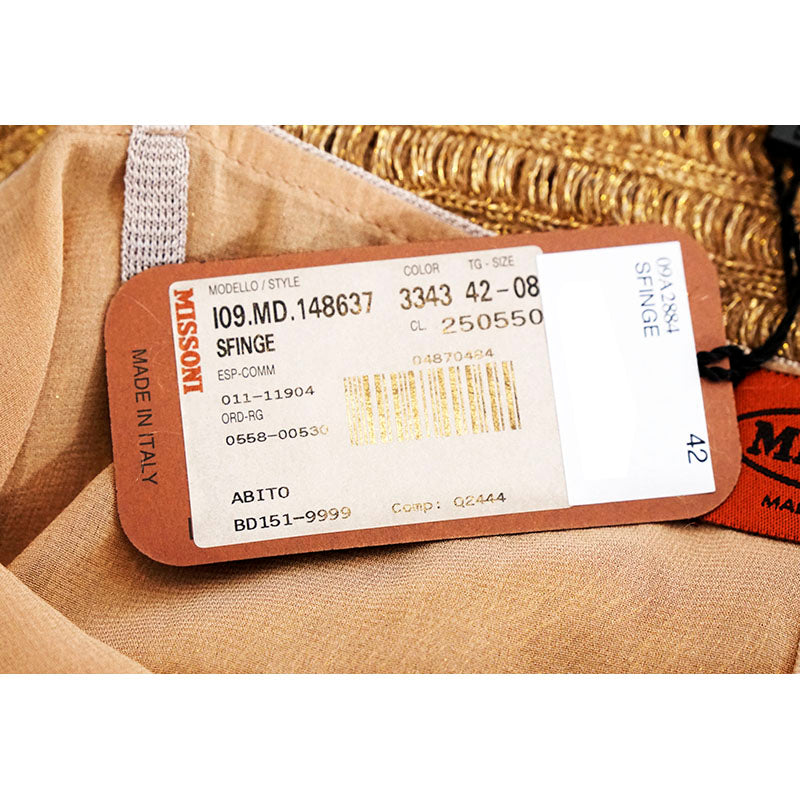 MADE IN ITALY
MISSONI
MODELLO / STYLE COLOR TG - SIZE
I09.MD.148637 3343 42-08
SFINGE CL. 250550
ESP-COMM 04870484
011-11904
ORD-RG
0558-00530
ABITO
BD151-9999 Comp: Q2444
09A2884
SFINGE
42